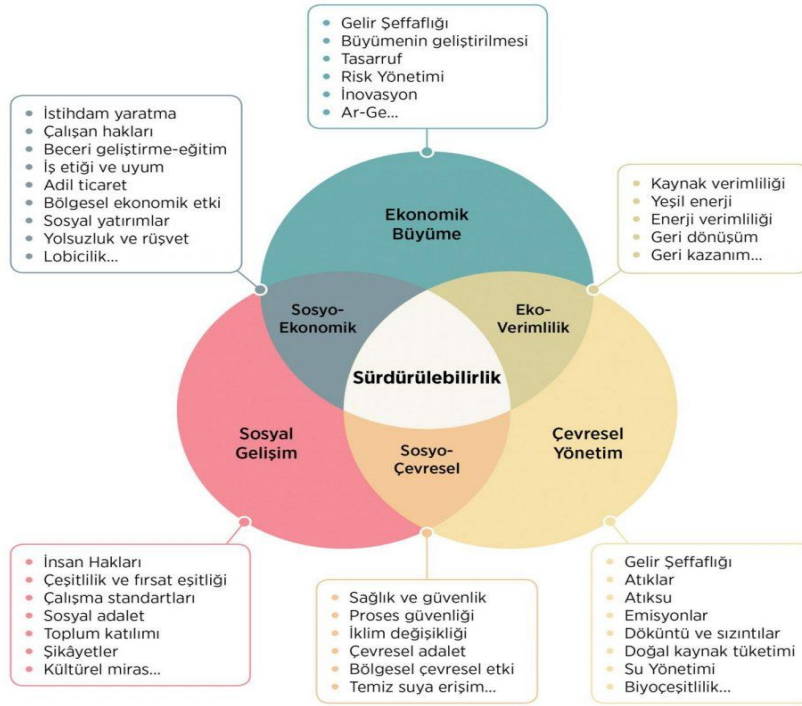 Gelir Şeffaflığı
Büyümenin geliştirilmesi
Tasarruf
Risk Yönetimi
İnovasyon
Ar-Ge...
İstihdam yaratma
Çalışan hakları
Beceri geliştirme-eğitim
İş etiği ve uyum
Adil ticaret
Bölgesel ekonomik etki
Sosyal yatırımlar
Yolsuzluk ve rüşvet
Lobicilik...
Kaynak verimliliği
Yeşil enerji
Enerji verimliliği
Geri dönüşüm
Geri kazanım...
Ekonomik
Büyüme
Sosyo-
Ekonomik
Eko-
Verimlilik
Sürdürülebilirlik
Sosyal
Gelişim
Sosyo-
Çevresel
Çevresel
Yönetim
İnsan Hakları
Çeşitlilik ve fırsat eşitliği
Çalışma standartları
Sosyal adalet
Toplum katılımı
Şikâyetler
Kültürel miras...
Sağlık ve güvenlik
Proses güvenliği
İklim değişikliği
Çevresel adalet
Bölgesel çevresel etki
Temiz suya erişim...
Gelir Şeffaflığı
Atıklar
Atıksu
Emisyonlar
Döküntü ve sızıntılar
Doğal kaynak tüketimi
Su Yönetimi
Biyoçeşitlilik...